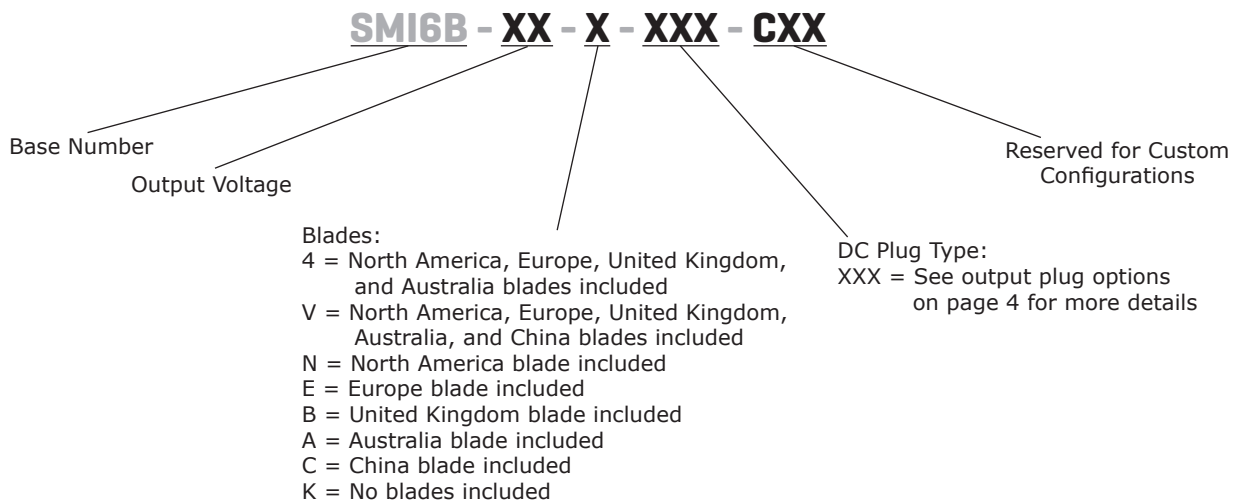 SMI6B - XX - X - XXX - CXX
Base Number
Output Voltage
Blades:
4 = North America, Europe, United Kingdom,
and Australia blades included
V = North America, Europe, United Kingdom,
Australia, and China blades included
N = North America blade included
E = Europe blade included
B = United Kingdom blade included
A = Australia blade included
C = China blade included
K = No blades included
DC Plug Type:
XXX = See output plug options
on page 4 for more details
Reserved for Custom
Configurations